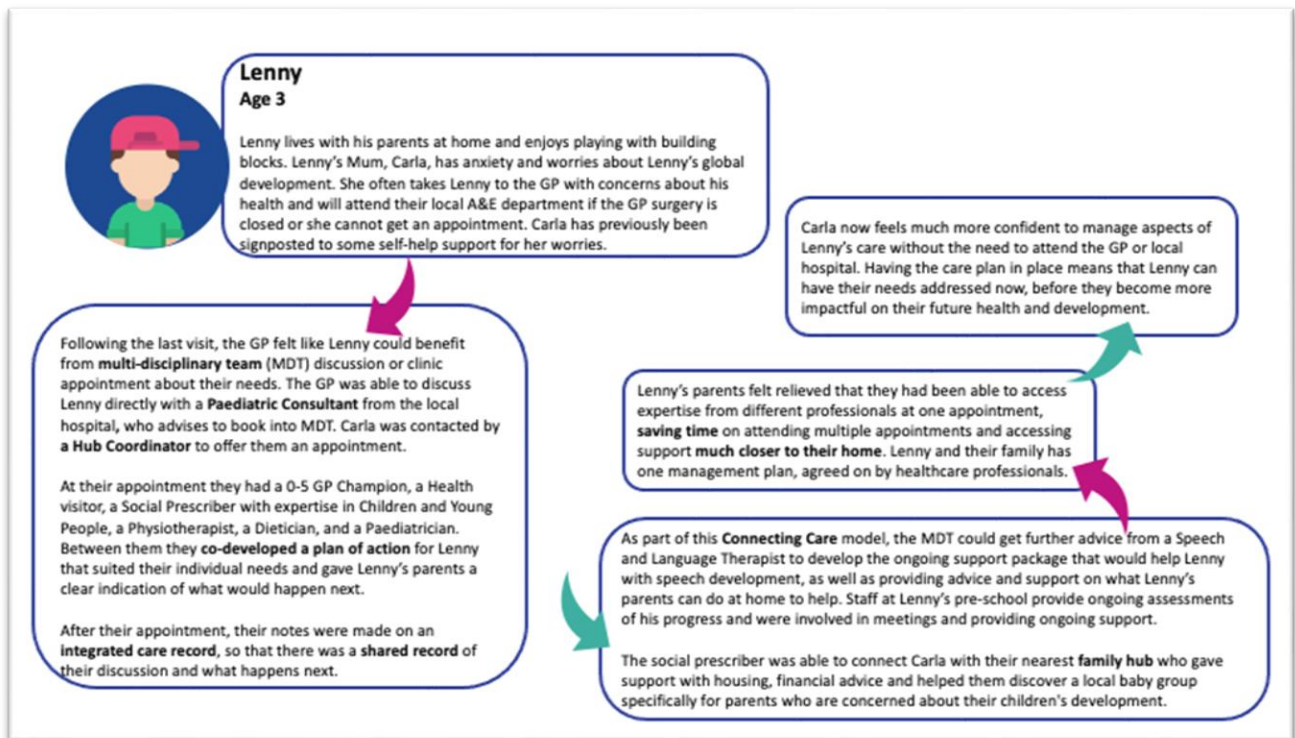 Lenny
Age 3
Lenny lives with his parents at home and enjoys playing with building
blocks. Lenny's Mum, Carla, has anxiety and worries about Lenny's global
development. She often takes Lenny to the GP with concerns about his
health and will attend their local A&E department if the GP surgery is
closed or she cannot get an appointment. Carla has previously been
signposted to some self-help support for her worries.
Following the last visit, the GP felt like Lenny could benefit
from multi-disciplinary team (MDT) discussion or clinic
appointment about their needs. The GP was able to discuss
Lenny directly with a Paediatric Consultant from the local
hospital, who advises to book into MDT. Carla was contacted by
a Hub Coordinator to offer them an appointment.
At their appointment they had a 0-5 GP Champion, a Health
visitor, a Social Prescriber with expertise in Children and Young
People, a Physiotherapist, a Dietician, and a Paediatrician.
Between them they co-developed a plan of action for Lenny
that suited their individual needs and gave Lenny's parents a
clear indication of what would happen next.
After their appointment, their notes were made on an
integrated care record, so that there was a shared record of
their discussion and what happens next.
As part of this Connecting Care model, the MDT could get further advice from a Speech
and Language Therapist to develop the ongoing support package that would help Lenny
with speech development, as well as providing advice and support on what Lenny's
parents can do at home to help. Staff at Lenny's pre-school provide ongoing assessments
of his progress and were involved in meetings and providing ongoing support.
The social prescriber was able to connect Carla with their nearest family hub who gave
support with housing, financial advice and helped them discover a local baby group
specifically for parents who are concerned about their children's development.
Lenny's parents felt relieved that they had been able to access
expertise from different professionals at one appointment,
saving time on attending multiple appointments and accessing
support much closer to their home. Lenny and their family has
one management plan, agreed on by healthcare professionals.
Carla now feels much more confident to manage aspects of
Lenny's care without the need to attend the GP or local
hospital. Having the care plan in place means that Lenny can
have their needs addressed now, before they become more
impactful on their future health and development.